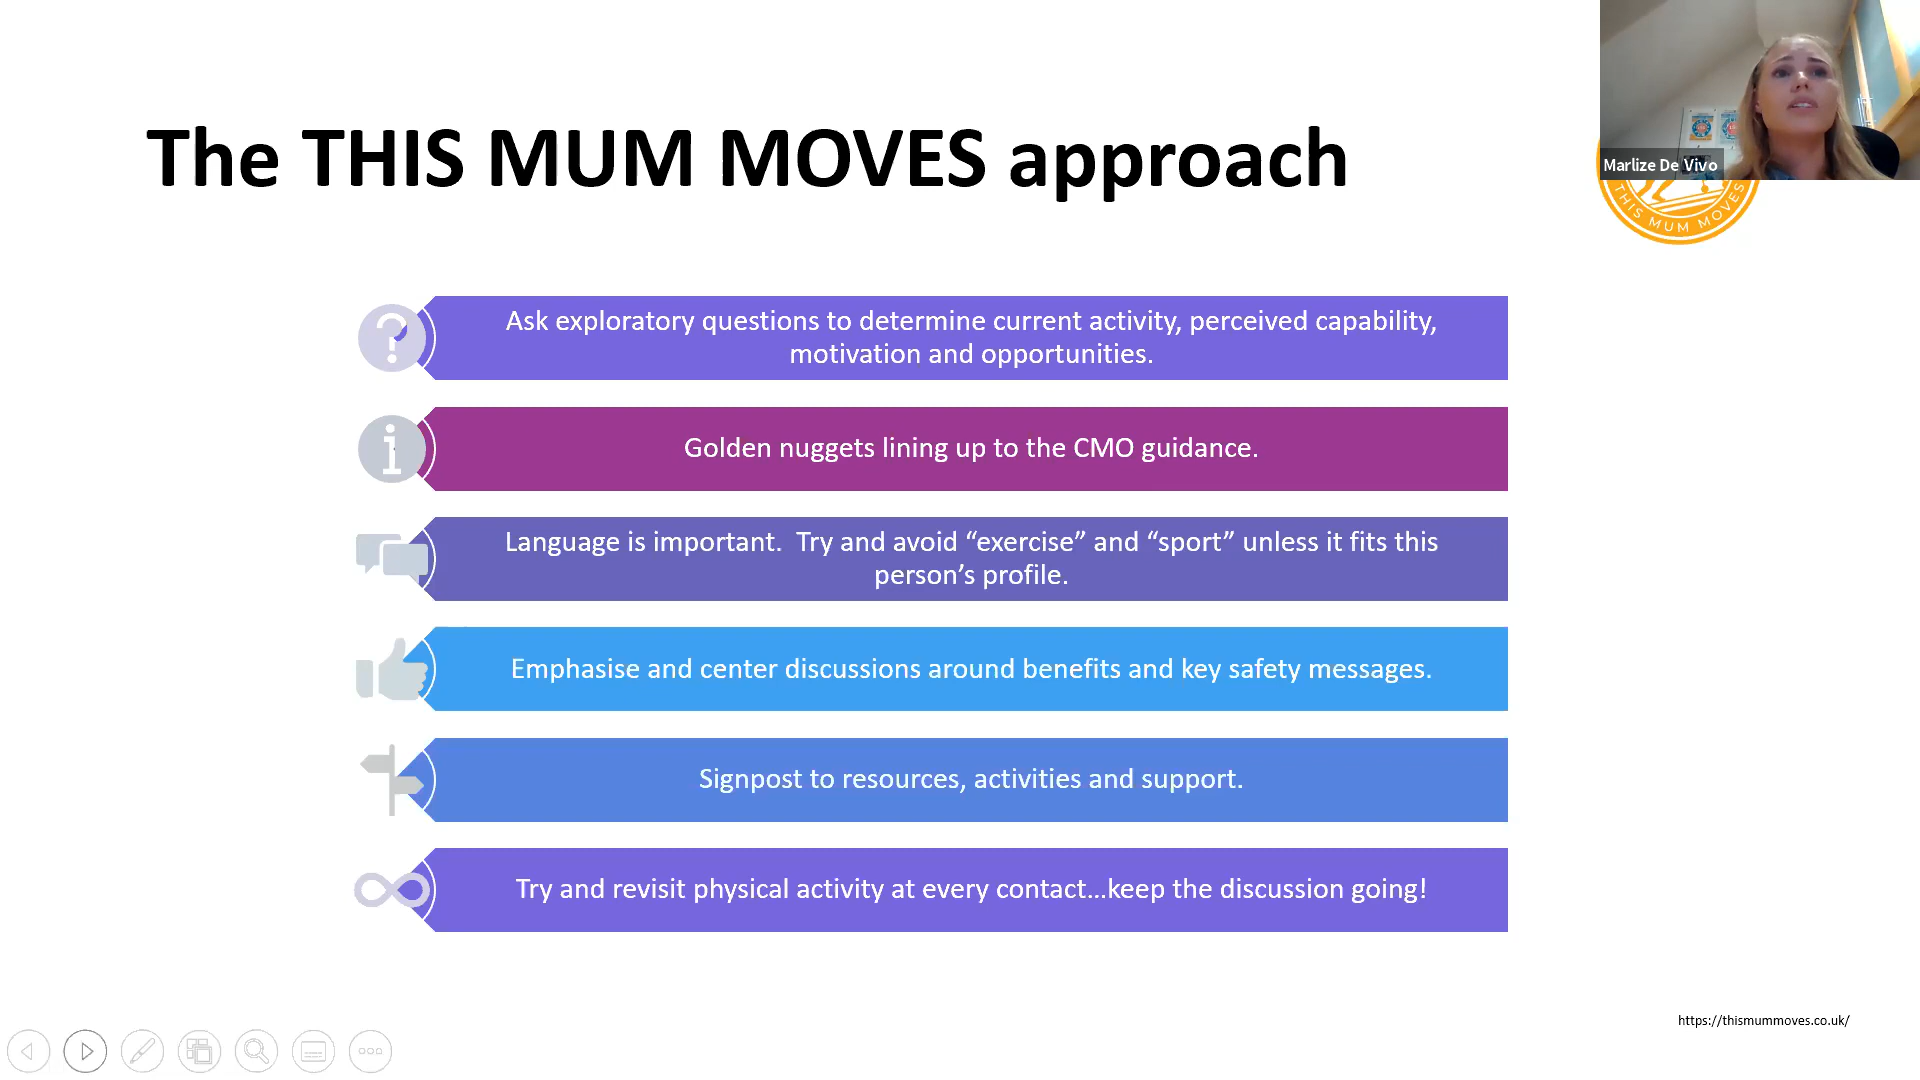 The THIS MUM MOVES approach
Marlize De Vivo
THIS MUM MOVES
Ask exploratory questions to determine current activity, perceived capability,
motivation and opportunities.
Golden nuggets lining up to the CMO guidance.
Language is important.  Try and avoid “exercise” and “sport” unless it fits this
person’s profile.
Emphasise and center discussions around benefits and key safety messages.
Signpost to resources, activities and support.
Try and revisit physical activity at every contact…keep the discussion going!
https://thismummoves.co.uk/